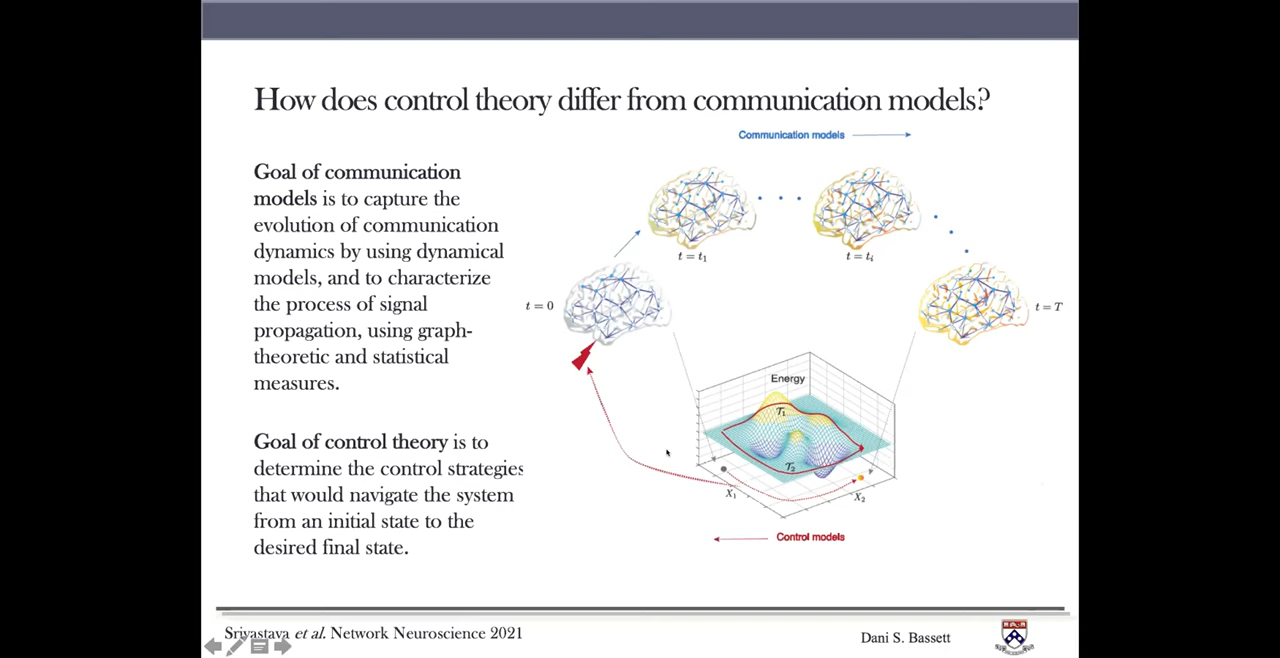 How does control theory differ from communication models?
Communication models
Goal of communication
models is to capture the
evolution of communication
dynamics by using dynamical
models, and to characterize
the process of signal
propagation, using graph-
theoretic and statistical
measures.
Goal of control theory is to
determine the control strategies
that would navigate the system
from an initial state to the
desired final state.
t = t₁
t = tᵢ
t = 0
t = T
Energy
𝒯₁
𝒯₂
X₁
X₂
Control models
Srivastava et al. Network Neuroscience 2021
Dani S. Bassett